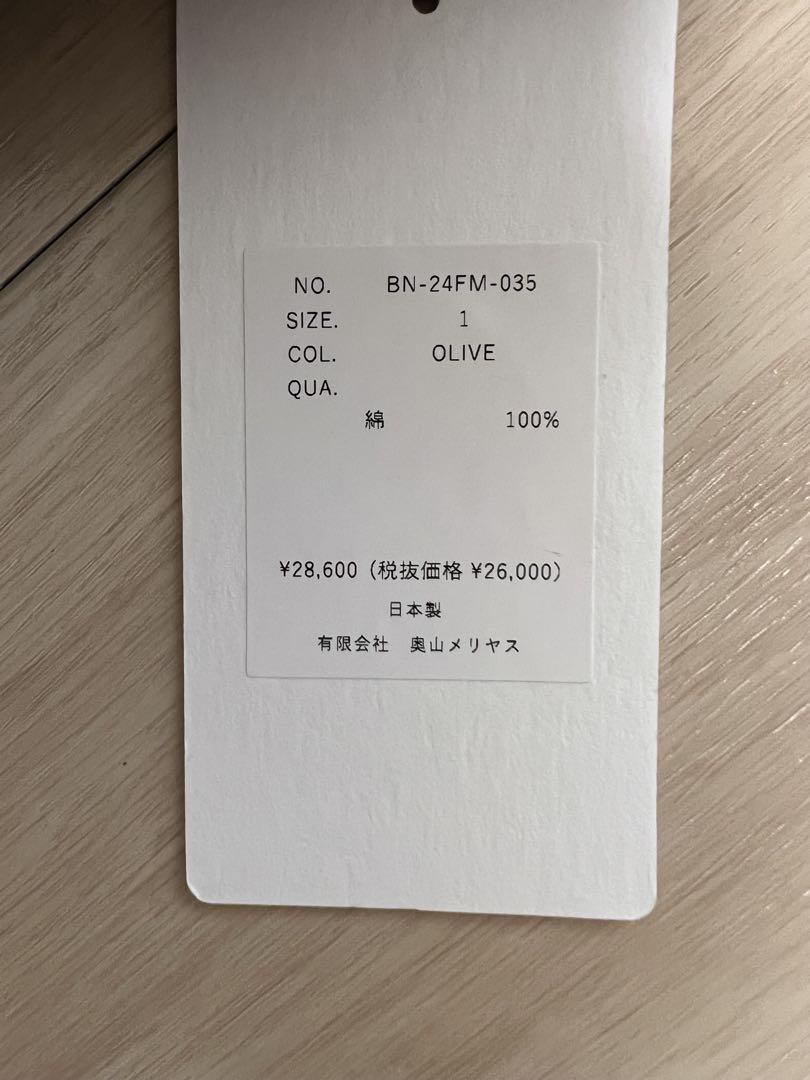 NO. BN-24FM-035
SIZE. 1
COL. OLIVE
QUA.
綿 100%
¥28,600 (税抜価格 ¥26,000)
日本製
有限会社 奥山メリヤス